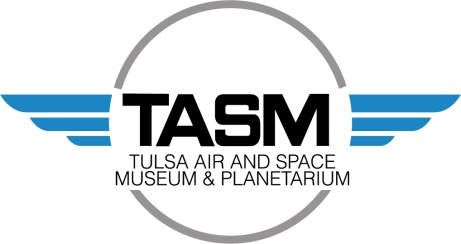 TASM
TULSA AIR AND SPACE
MUSEUM & PLANETARIUM